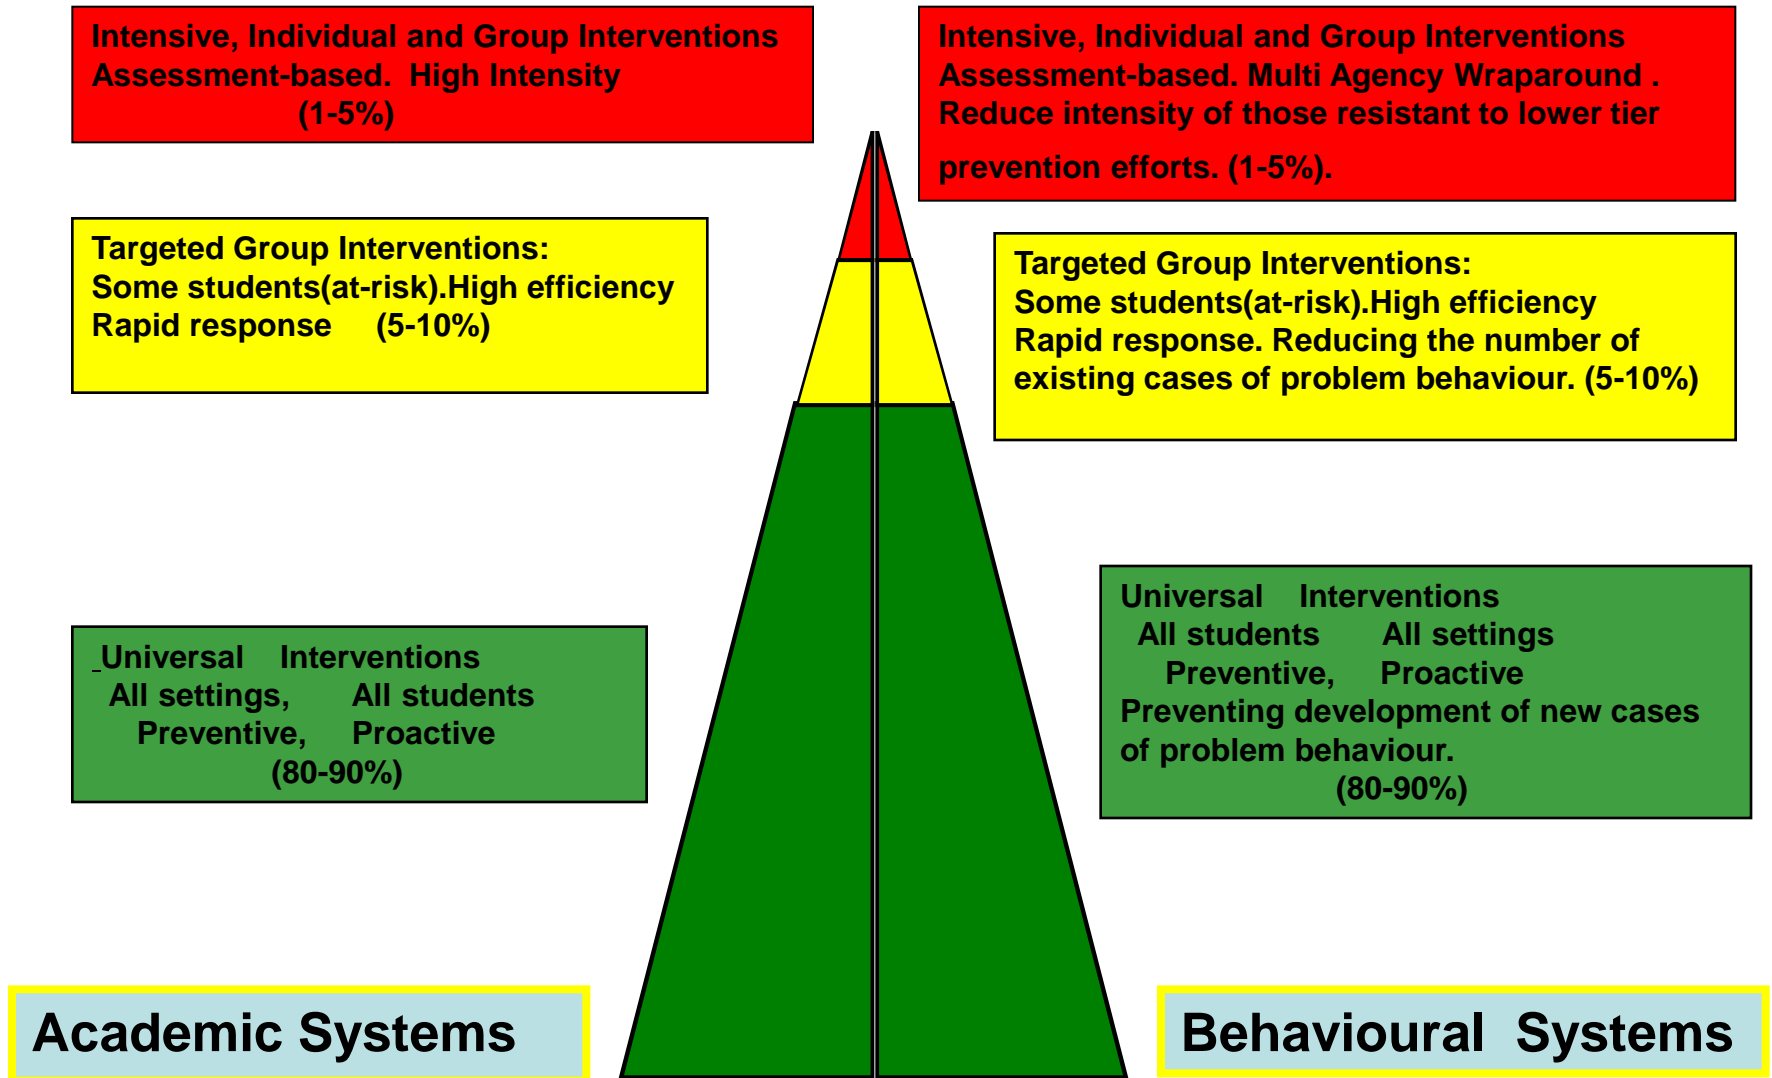 Intensive, Individual and Group Interventions
Assessment-based.  High Intensity
(1-5%)
Intensive, Individual and Group Interventions
Assessment-based. Multi Agency Wraparound .
Reduce intensity of those resistant to lower tier
prevention efforts. (1-5%).
Targeted Group Interventions:
Some students(at-risk).High efficiency
Rapid response     (5-10%)
Targeted Group Interventions:
Some students(at-risk).High efficiency
Rapid response. Reducing the number of
existing cases of problem behaviour. (5-10%)
Universal    Interventions
All settings,       All students
Preventive,     Proactive
(80-90%)
Universal    Interventions
All students       All settings
Preventive,     Proactive
Preventing development of new cases
of problem behaviour.
(80-90%)
Academic Systems
Behavioural  Systems